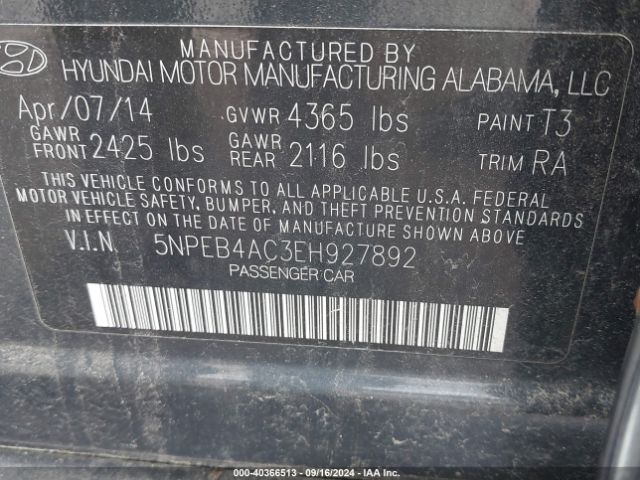 MANUFACTURED BY
HYUNDAI MOTOR MANUFACTURING ALABAMA, LLC
Apr/07/14 GVWR 4365 lbs PAINT T3
GAWR FRONT 2425 lbs GAWR REAR 2116 lbs TRIM RA
THIS VEHICLE CONFORMS TO ALL APPLICABLE U.S.A. FEDERAL
MOTOR VEHICLE SAFETY, BUMPER, AND THEFT PREVENTION STANDARDS
IN EFFECT ON THE DATE OF MANUFACTURE SHOWN ABOVE.
V.I.N. 5NPEB4AC3EH927892
PASSENGER CAR
000-40366513 - 09/16/2024 - IAA Inc.